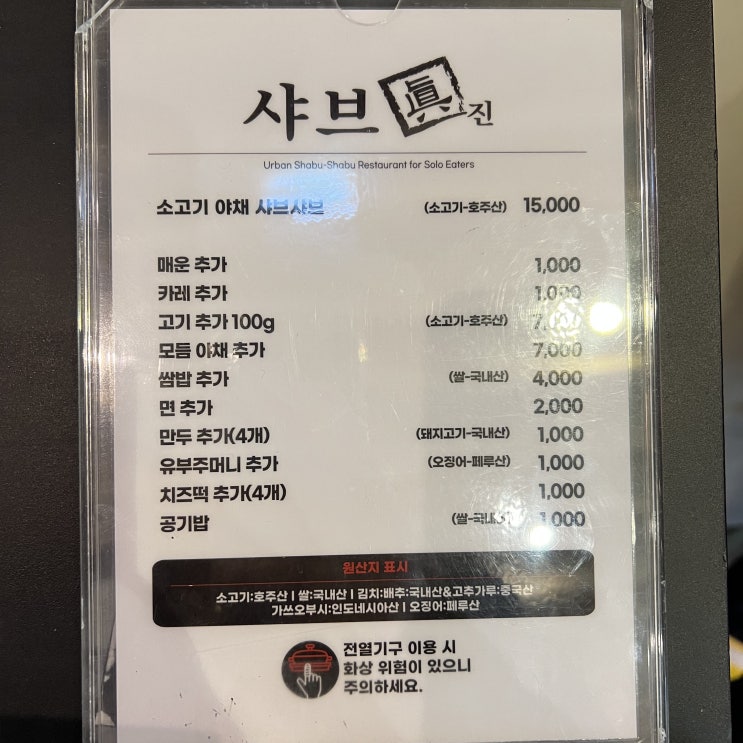 샤브 眞 진
Urban Shabu-Shabu Restaurant for Solo Eaters
소고기 야채 샤브샤브 (소고기-호주산) 15,000
매운 추가 1,000
카레 추가 1,000
고기 추가 100g (소고기-호주산) 7,000
모듬 야채 추가 7,000
쌈밥 추가 (쌀-국내산) 4,000
면 추가 2,000
만두 추가(4개) (돼지고기-국내산) 1,000
유부주머니 추가 (오징어-페루산) 1,000
치즈떡 추가(4개) 1,000
공기밥 (쌀-국내산) 1,000
원산지 표시
소고기:호주산 | 쌀:국내산 | 김치:배추:국내산&고추가루:중국산
가쓰오부시:인도네시아산 | 오징어:페루산
전열기구 이용 시
화상 위험이 있으니
주의하세요.